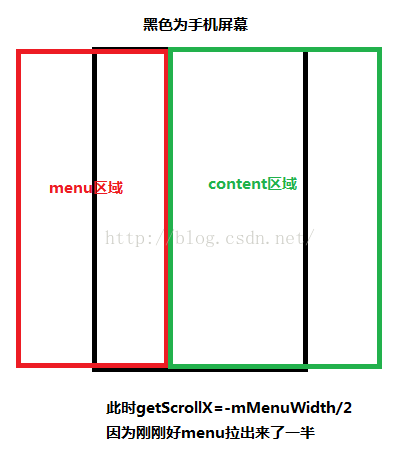 黑色为手机屏幕
menu区域
content区域
http://blog.csdn.net/
此时getScrollX=-mMenuWidth/2
因为刚刚好menu拉出来了一半